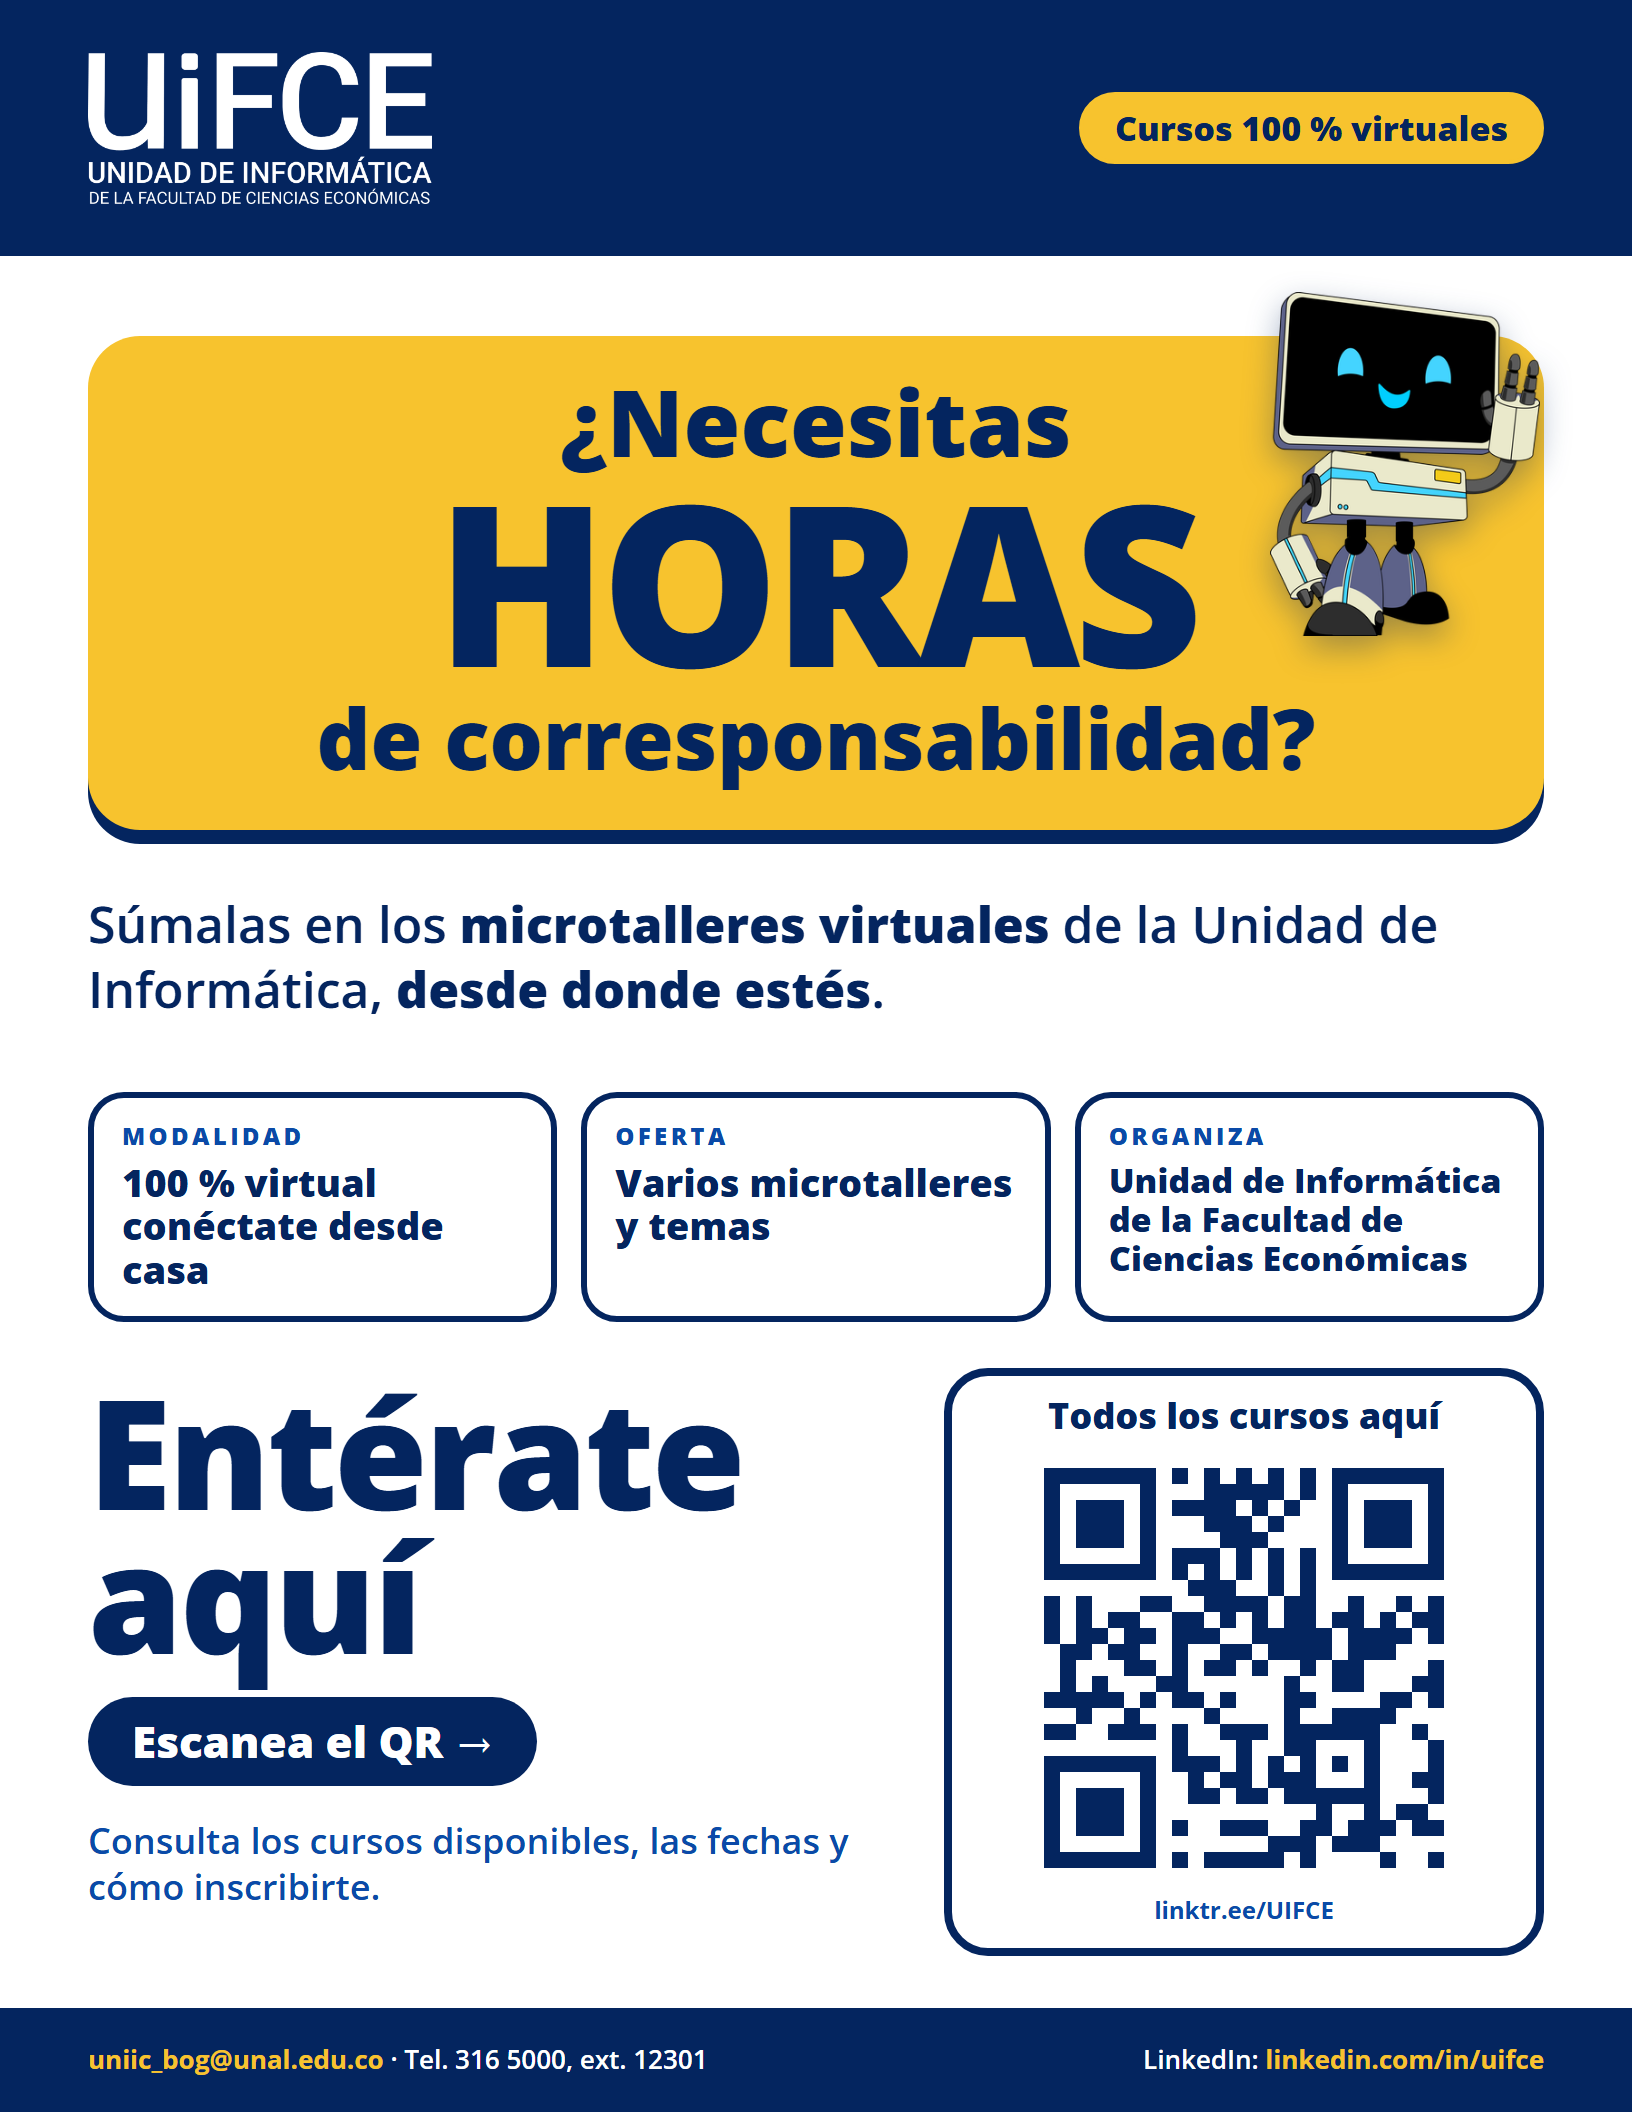 UiFCE
UNIDAD DE INFORMÁTICA
DE LA FACULTAD DE CIENCIAS ECONÓMICAS
Cursos 100 % virtuales
¿Necesitas
HORAS
de corresponsabilidad?
Súmalas en los microtalleres virtuales de la Unidad de
Informática, desde donde estés.
MODALIDAD
100 % virtual
conéctate desde
casa
OFERTA
Varios microtalleres
y temas
ORGANIZA
Unidad de Informática
de la Facultad de
Ciencias Económicas
Entérate
aquí
Escanea el QR →
Consulta los cursos disponibles, las fechas y
cómo inscribirte.
Todos los cursos aquí
linktr.ee/UIFCE
uniic_bog@unal.edu.co · Tel. 316 5000, ext. 12301
LinkedIn: linkedin.com/in/uifce